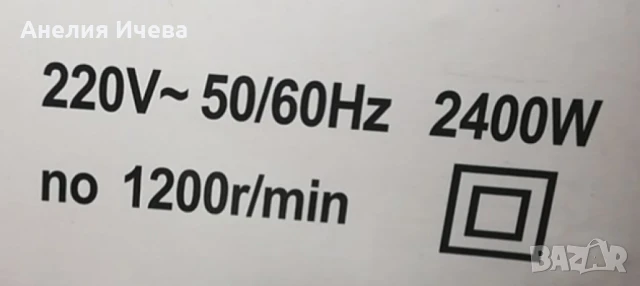 Анелия Ичева
220V~ 50/60Hz 2400W
no 1200r/min
BAZAR